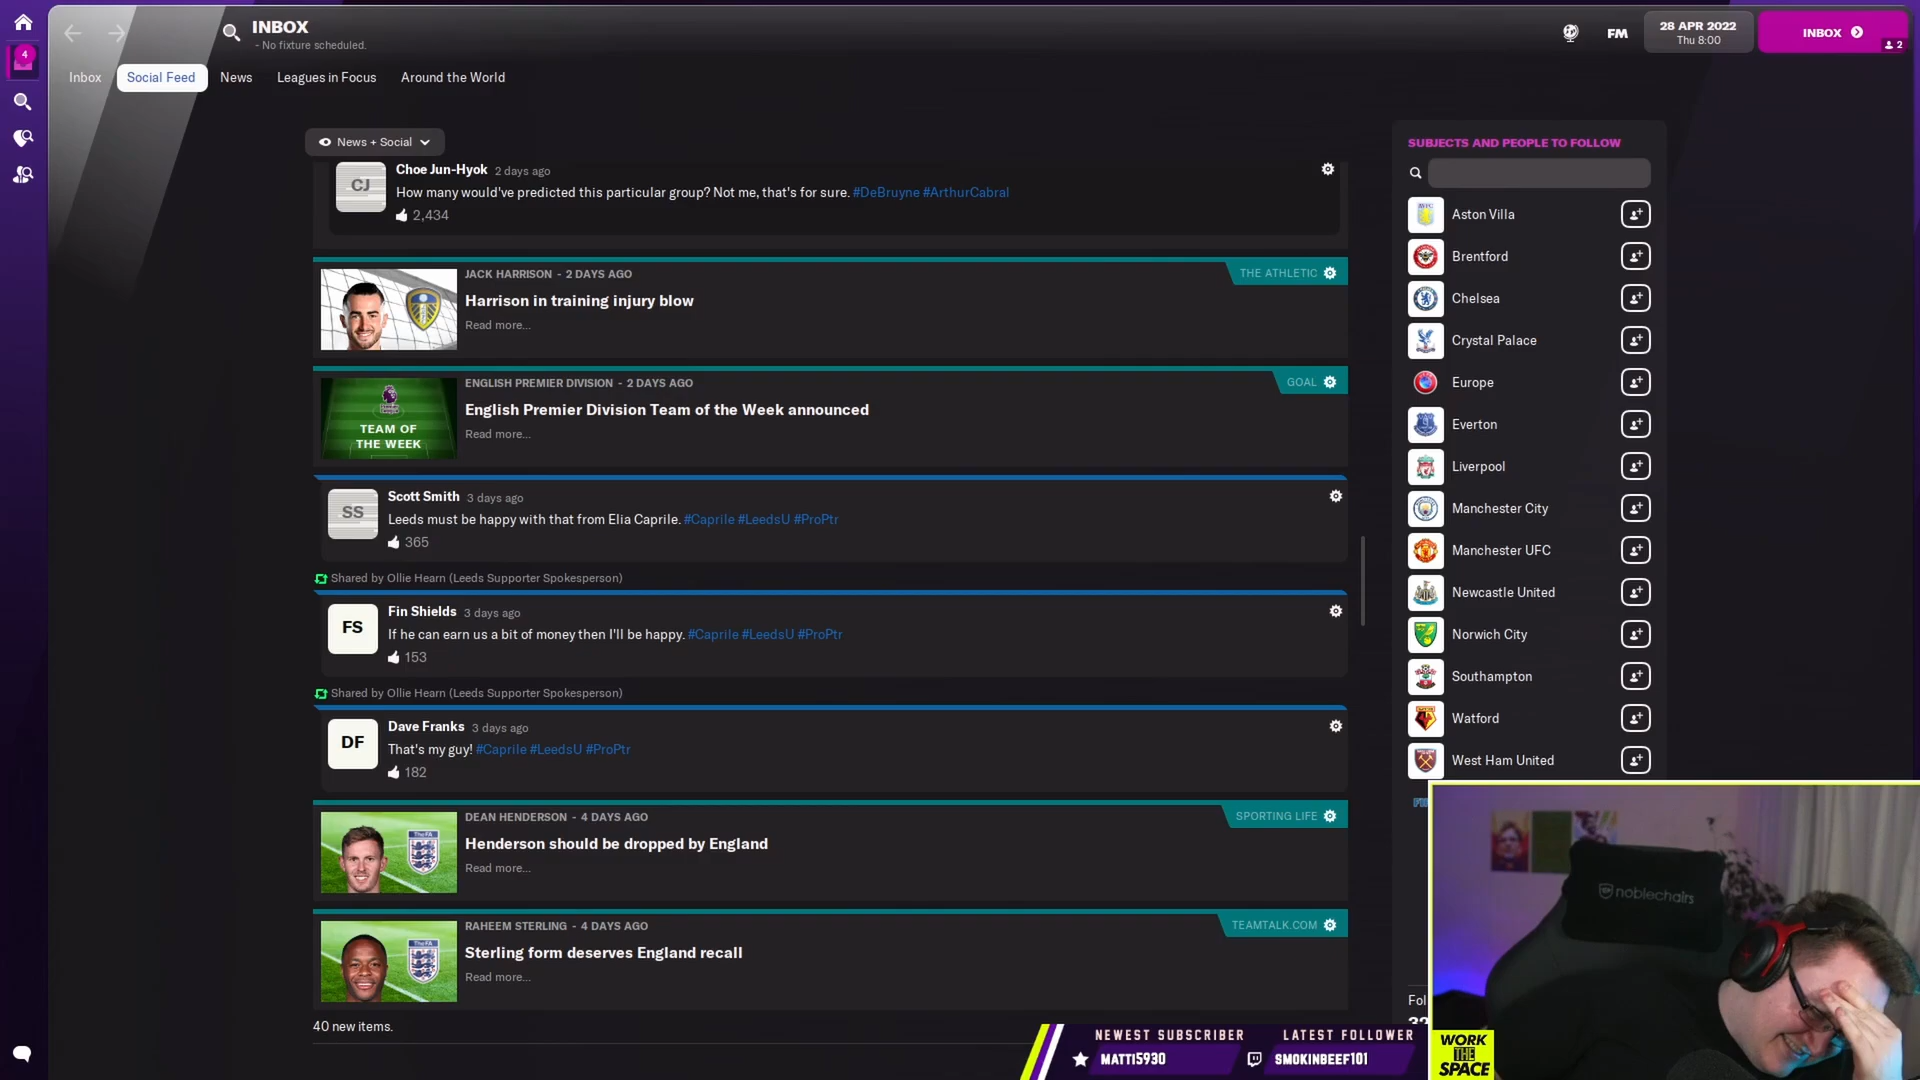 4
INBOX
- No fixture scheduled.
FM
28 APR 2022
Thu 8:00
INBOX
2
Inbox
Social Feed
News
Leagues in Focus
Around the World
News + Social
CJ
Choe Jun-Hyok 2 days ago
How many would've predicted this particular group? Not me, that's for sure. #DeBruyne #ArthurCabral
2,434
JACK HARRISON - 2 DAYS AGO
THE ATHLETIC
Harrison in training injury blow
Read more...
ENGLISH PREMIER DIVISION - 2 DAYS AGO
GOAL
TEAM OF
THE WEEK
English Premier Division Team of the Week announced
Read more...
SS
Scott Smith 3 days ago
Leeds must be happy with that from Elia Caprile. #Caprile #LeedsU #ProPtr
365
Shared by Ollie Hearn (Leeds Supporter Spokesperson)
FS
Fin Shields 3 days ago
If he can earn us a bit of money then I'll be happy. #Caprile #LeedsU #ProPtr
153
Shared by Ollie Hearn (Leeds Supporter Spokesperson)
DF
Dave Franks 3 days ago
That's my guy! #Caprile #LeedsU #ProPtr
182
DEAN HENDERSON - 4 DAYS AGO
SPORTING LIFE
The FA
Henderson should be dropped by England
Read more...
RAHEEM STERLING - 4 DAYS AGO
TEAMTALK.COM
The FA
Sterling form deserves England recall
Read more...
40 new items.
SUBJECTS AND PEOPLE TO FOLLOW
Aston Villa
Brentford
Chelsea
Crystal Palace
Europe
Everton
Liverpool
Manchester City
Manchester UFC
Newcastle United
Norwich City
Southampton
Watford
West Ham United
Fol
noblechairs
NEWEST SUBSCRIBER
MATTI5930
LATEST FOLLOWER
SMOKINBEEF101
WORK
THE
SPACE